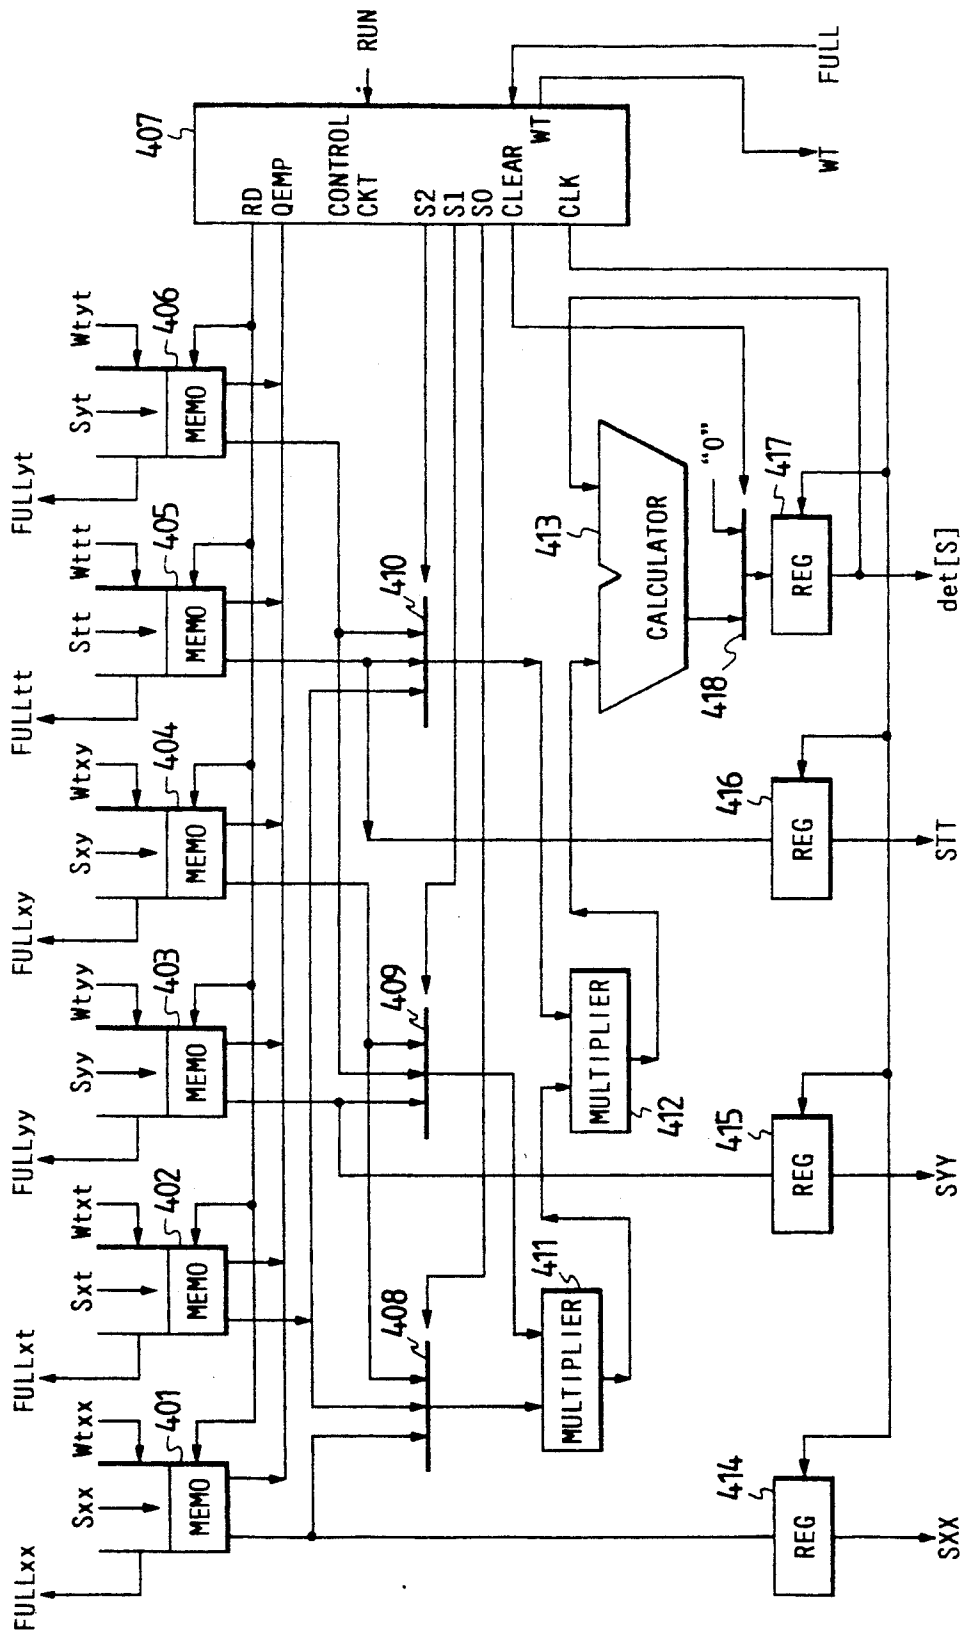 FULLxx
Sxx
Wtxx
401
MEMO
FULLxt
Sxt
Wtxt
402
MEMO
FULLyy
Syy
Wtyy
403
MEMO
FULLxy
Sxy
Wtxy
404
MEMO
FULLtt
Stt
Wttt
405
MEMO
FULLyt
Syt
Wtyt
406
MEMO
407
RD
QEMP
CONTROL
CKT
S2
S1
S0
CLEAR
WT
CLK
RUN
FULL
WT
408
409
410
MULTIPLIER
411
MULTIPLIER
412
413
CALCULATOR
418
"0"
414
REG
SXX
415
REG
SYY
416
REG
STT
417
REG
det[S]